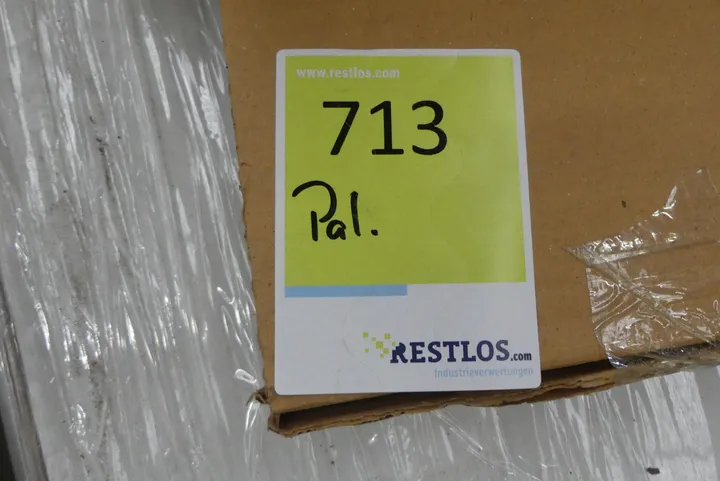 www.restlos.com
713
Pal.
RESTLOS.com
Industrieverwertungen